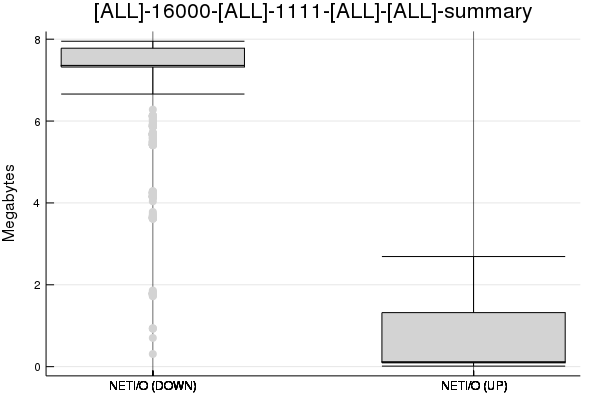 [ALL]-16000-[ALL]-1111-[ALL]-[ALL]-summary
8
6
4
2
0
Megabytes
NETI/O (DOWN)
NETI/O (UP)